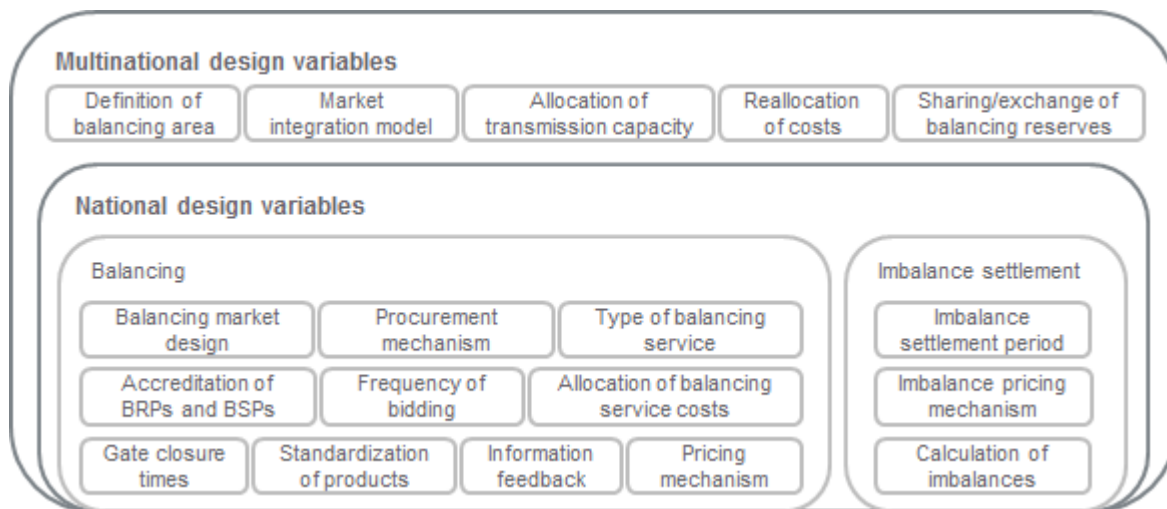 Multinational design variables
Definition of
balancing area
Market
integration model
Allocation of
transmission capacity
Reallocation
of costs
Sharing/exchange of
balancing reserves
National design variables
Balancing
Balancing market
design
Procurement
mechanism
Type of balancing
service
Accreditation of
BRPs and BSPs
Frequency of
bidding
Allocation of balancing
service costs
Gate closure
times
Standardization
of products
Information
feedback
Pricing
mechanism
Imbalance settlement
Imbalance
settlement period
Imbalance pricing
mechanism
Calculation of
imbalances